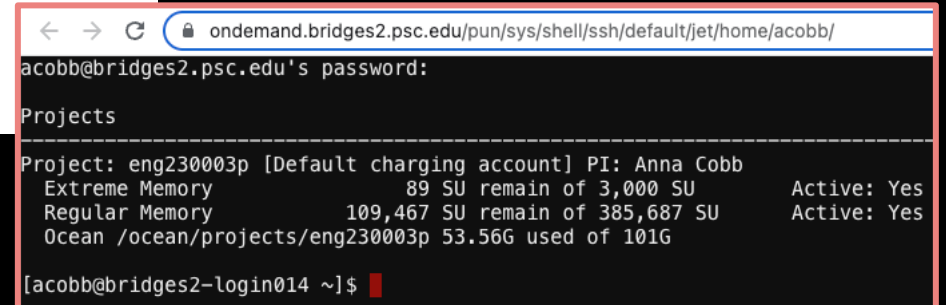 ondemand.bridges2.psc.edu/pun/sys/shell/ssh/default/jet/home/acobb/
acobb@bridges2.psc.edu's password:
Projects
------------------------------------------------------------
Project: eng230003p [Default charging account] PI: Anna Cobb
Extreme Memory 89 SU remain of 3,000 SU Active: Yes
Regular Memory 109,467 SU remain of 385,687 SU Active: Yes
Ocean /ocean/projects/eng230003p 53.56G used of 101G
[acobb@bridges2-login014 ~]$